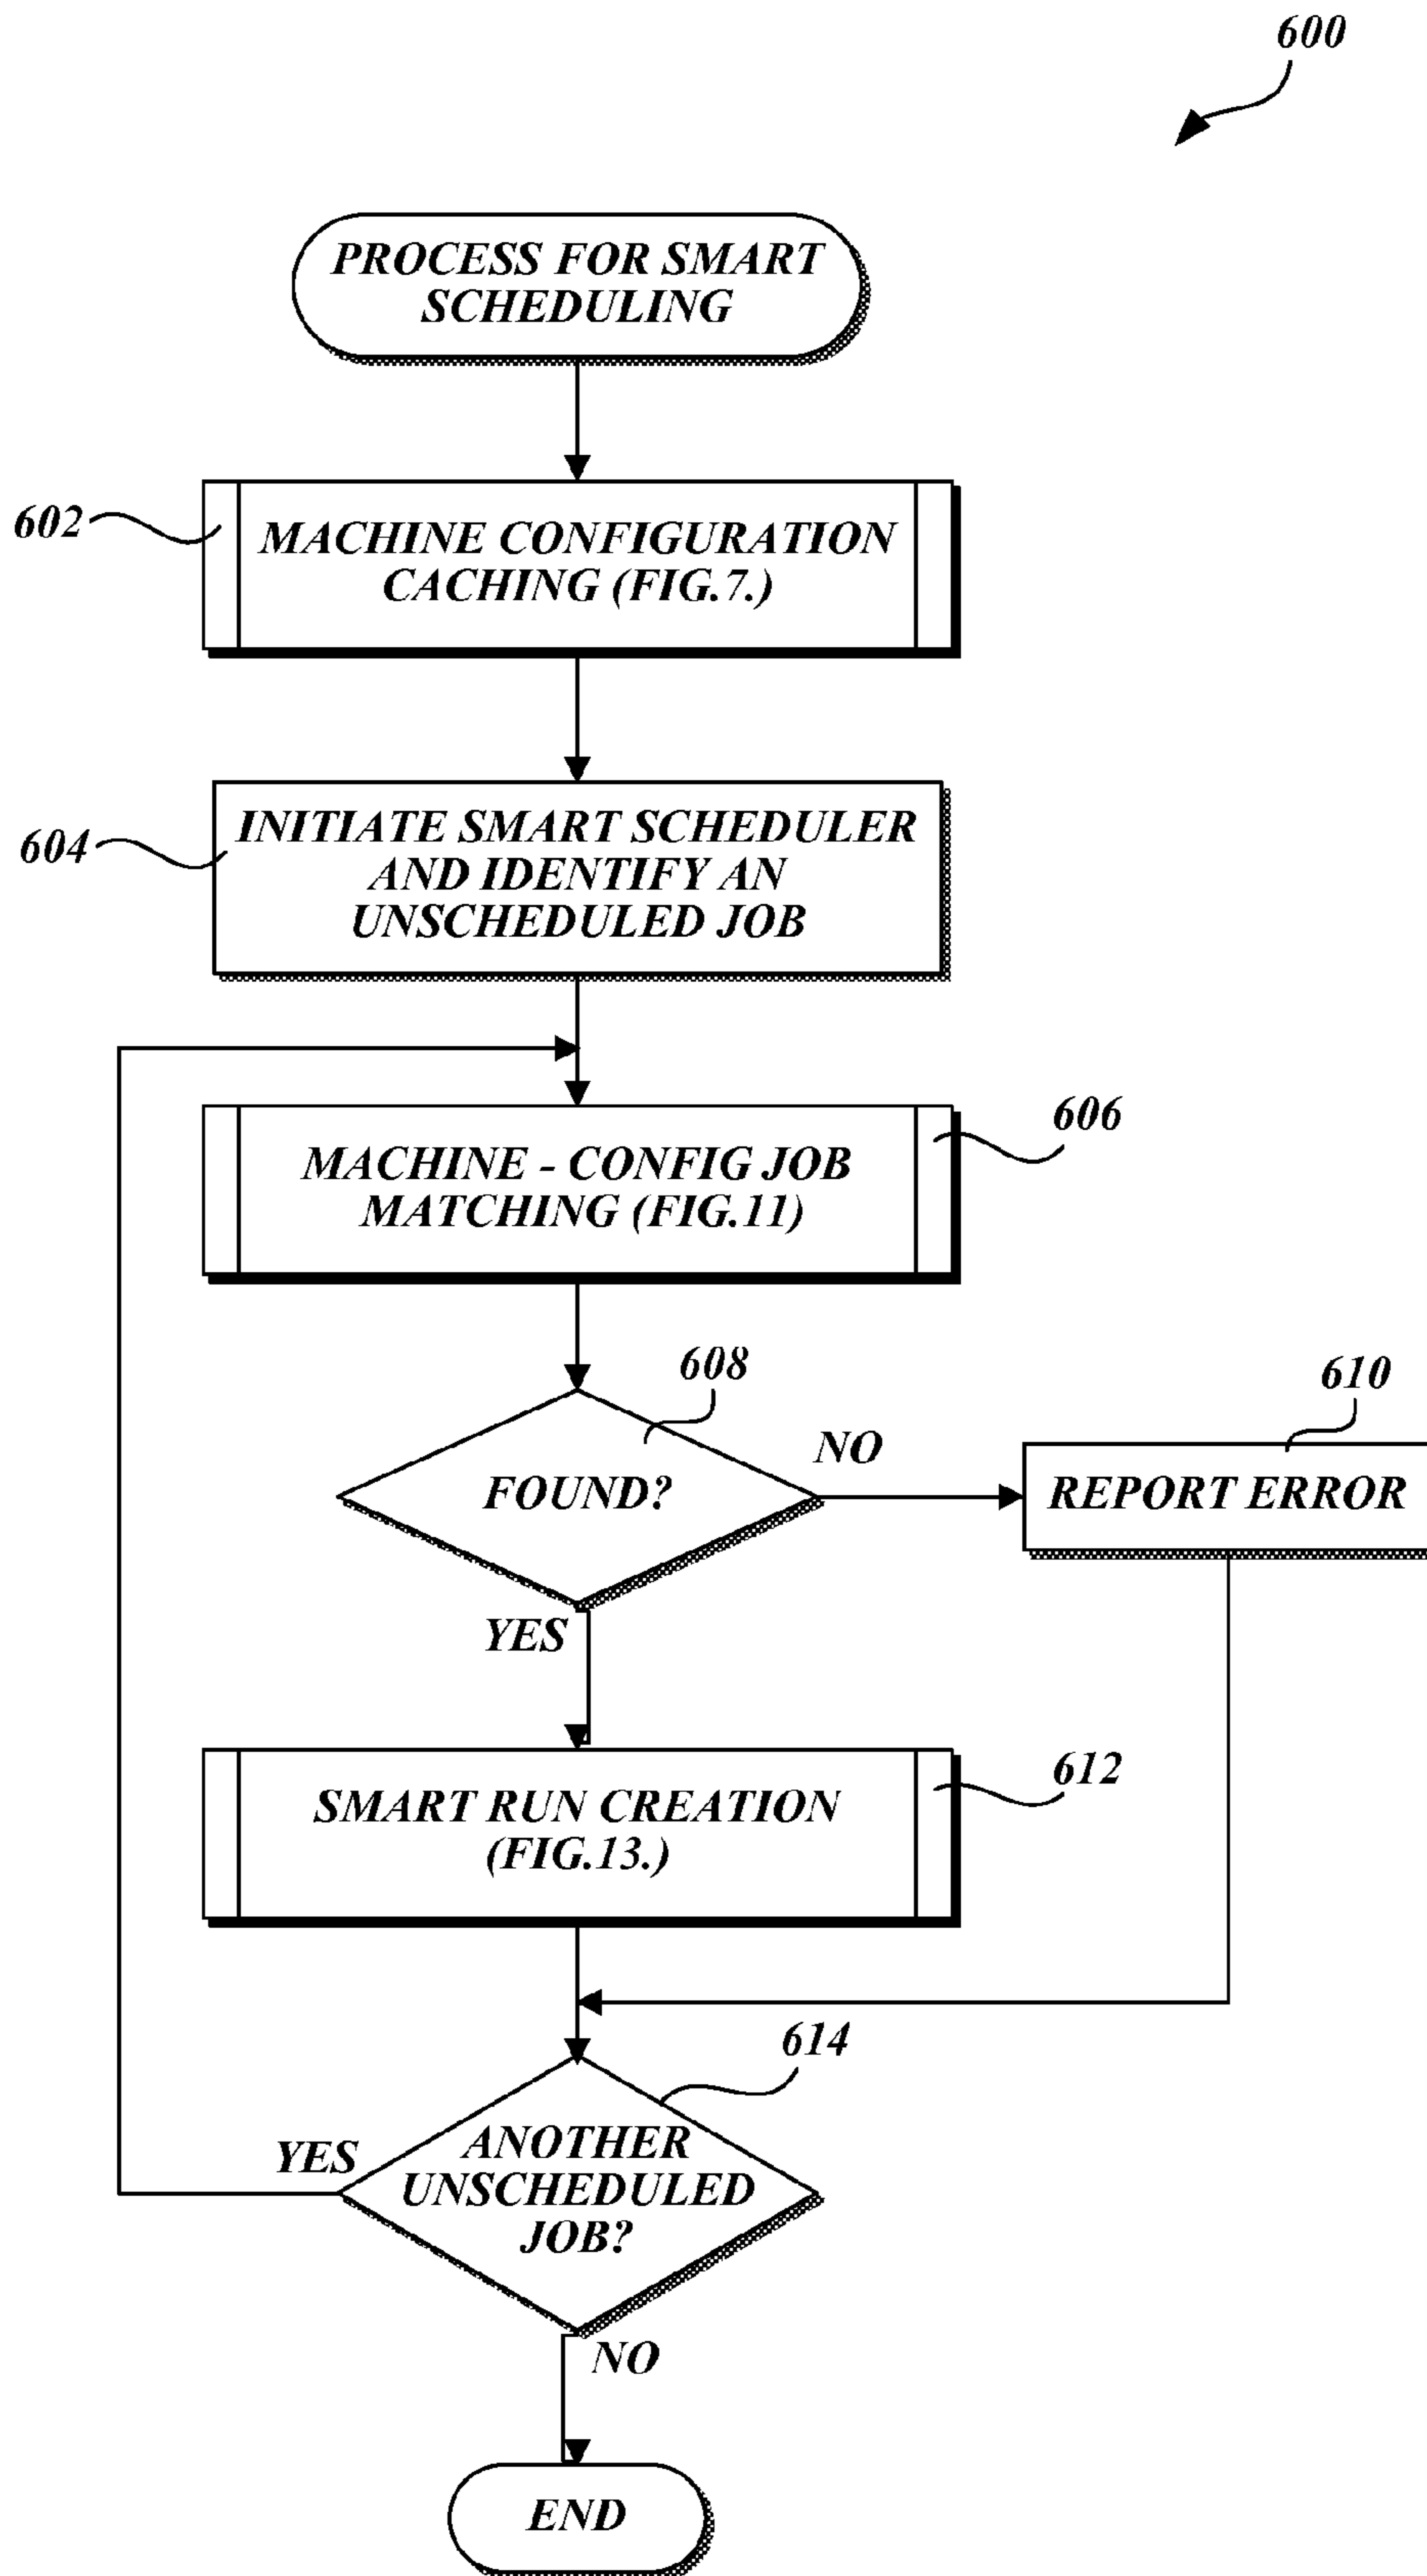 600
PROCESS FOR SMART
SCHEDULING
602
MACHINE CONFIGURATION
CACHING (FIG.7.)
604
INITIATE SMART SCHEDULER
AND IDENTIFY AN
UNSCHEDULED JOB
606
MACHINE - CONFIG JOB
MATCHING (FIG.11)
608
FOUND?
NO
610
REPORT ERROR
YES
612
SMART RUN CREATION
(FIG.13.)
614
ANOTHER
UNSCHEDULED
JOB?
YES
NO
END